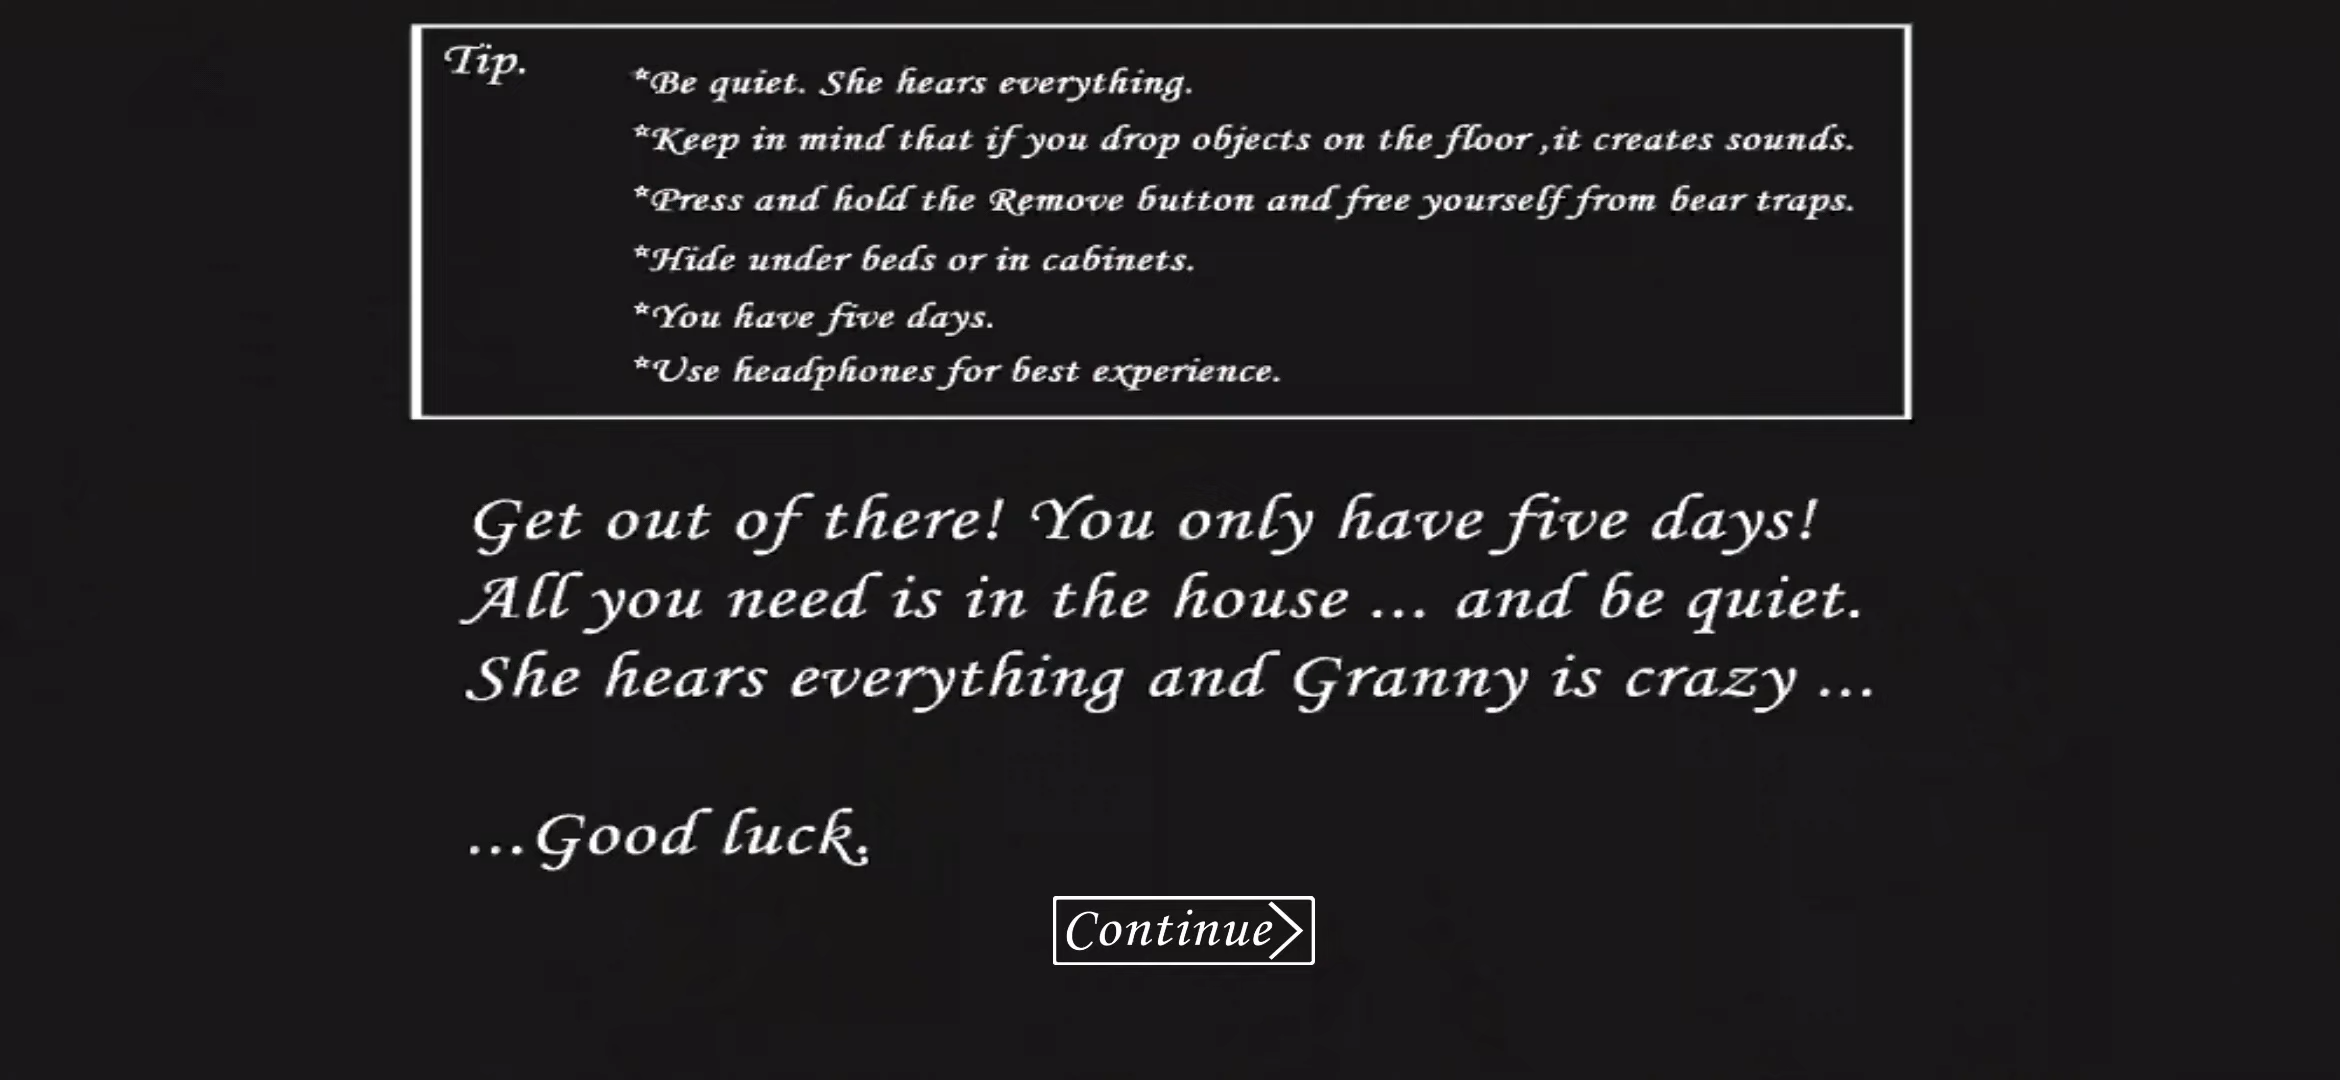 Tip.
*Be quiet. She hears everything.
*Keep in mind that if you drop objects on the floor ,it creates sounds.
*Press and hold the Remove button and free yourself from bear traps.
*Hide under beds or in cabinets.
*You have five days.
*Use headphones for best experience.
Get out of there! You only have five days!
All you need is in the house ... and be quiet.
She hears everything and Granny is crazy ...
...Good luck.
Continue>